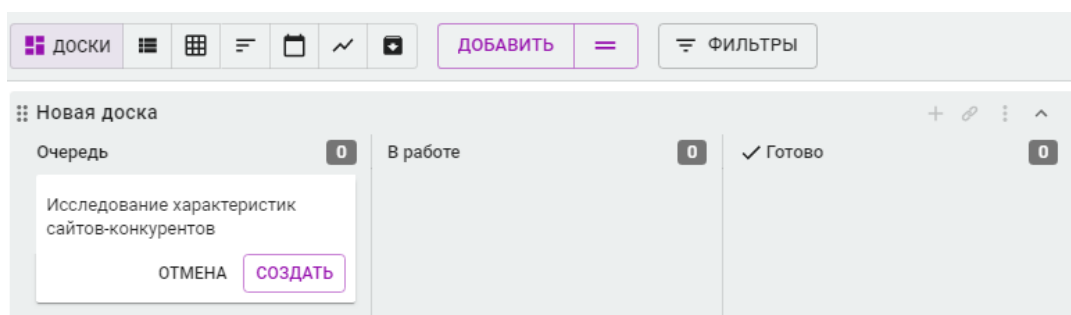 ДОСКИ ДОБАВИТЬ ФИЛЬТРЫ
Новая доска
Очередь 0 В работе 0 Готово 0
Исследование характеристик
сайтов-конкурентов
ОТМЕНА СОЗДАТЬ